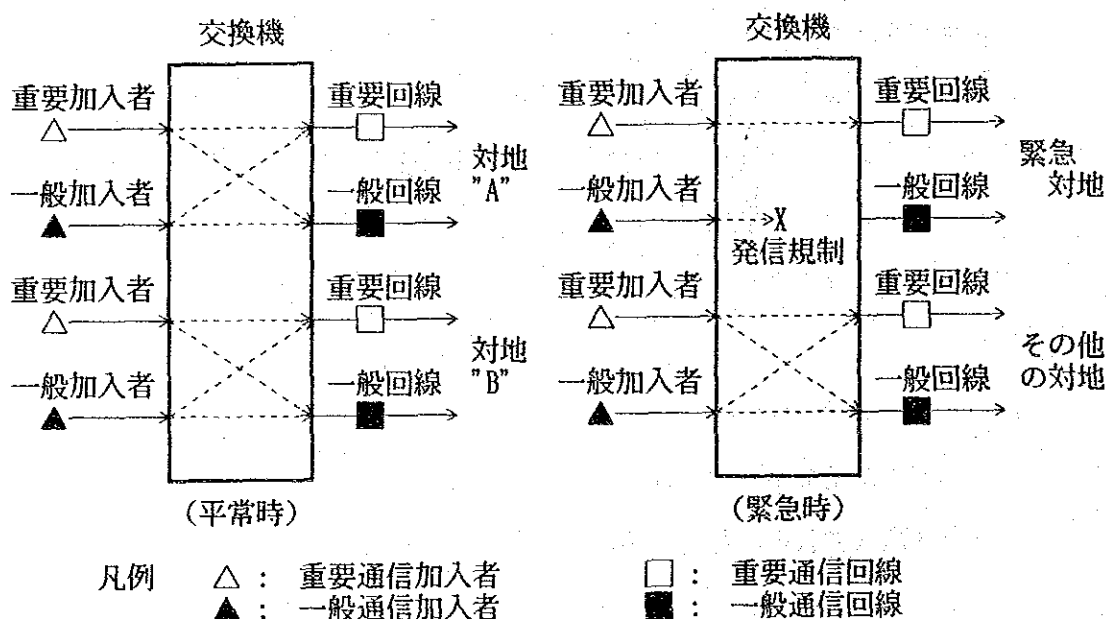 交換機
重要加入者 重要回線
△ □
対地
"A"
一般加入者 一般回線
▲ ■
重要加入者 重要回線
△ □
対地
"B"
一般加入者 一般回線
▲ ■
(平常時)
交換機
重要加入者 重要回線
△ □
緊急
対地
一般加入者 一般回線
▲ X ■
発信規制
重要加入者 重要回線
△ □
その他
の対地
一般加入者 一般回線
▲ ■
(緊急時)
凡例 △ : 重要通信加入者 □ : 重要通信回線
▲ : 一般通信加入者 ■ : 一般通信回線